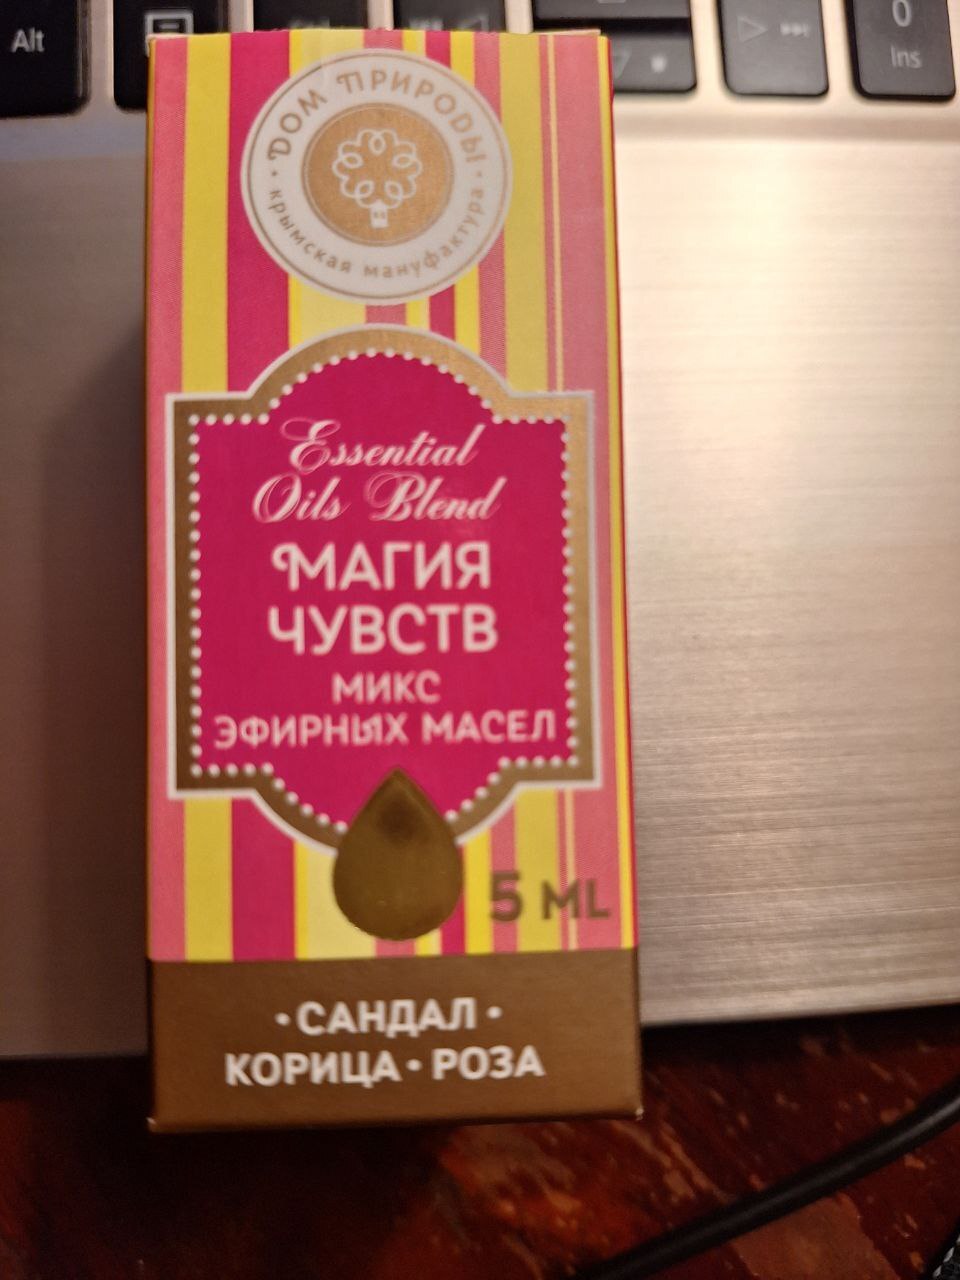 Alt
0
Ins
ДОМ ПРИРОДЫ
крымская мануфактура
Essential
Oils Blend
МАГИЯ
ЧУВСТВ
МИКС
ЭФИРНЫХ МАСЕЛ
5 ML
• САНДАЛ •
КОРИЦА • РОЗА